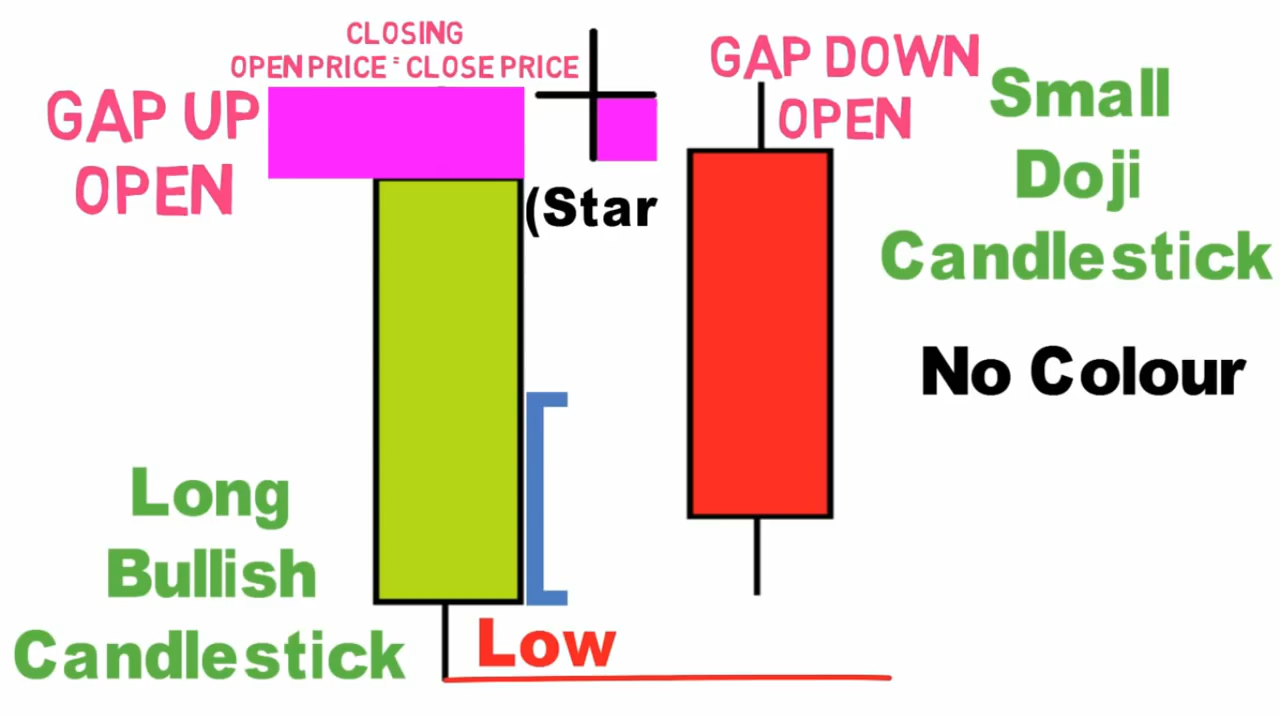 CLOSING
OPEN PRICE = CLOSE PRICE
GAP UP
OPEN
GAP DOWN
OPEN
Small
Doji
Candlestick
(Star
No Colour
Long
Bullish
Candlestick
Low